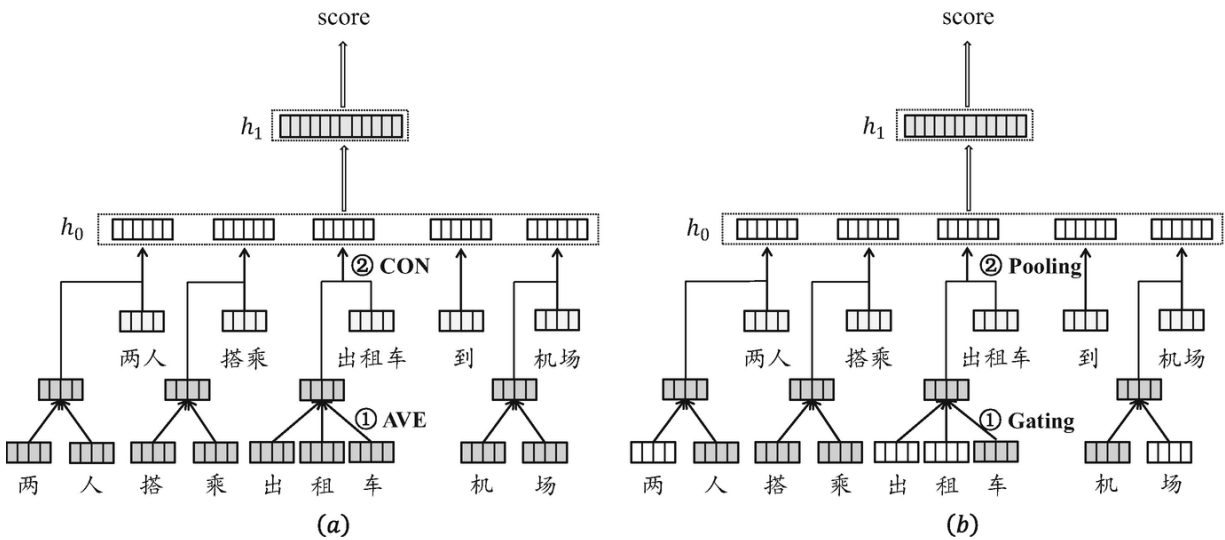 score
h₁
h₀
② CON
两人 搭乘 出租车 到 机场
① AVE
两 人 搭 乘 出 租 车 机 场
(a)
score
h₁
h₀
② Pooling
两人 搭乘 出租车 到 机场
① Gating
两 人 搭 乘 出 租 车 机 场
(b)